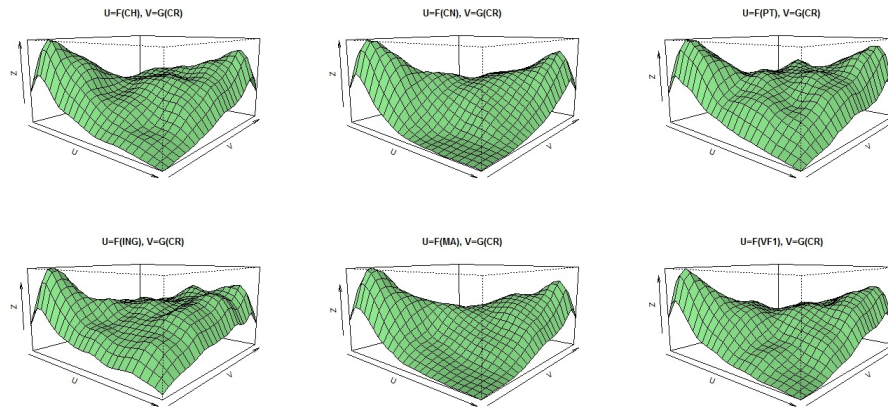 U=F(CH), V=G(CR)
U=F(CN), V=G(CR)
U=F(PT), V=G(CR)
Z
U
V
Z
U
V
Z
U
V
U=F(ING), V=G(CR)
U=F(MA), V=G(CR)
U=F(VF1), V=G(CR)
Z
U
V
Z
U
V
Z
U
V